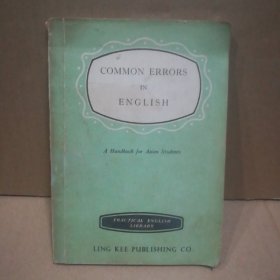 COMMON ERRORS
IN
ENGLISH
A Handbook for Asian Students
PRACTICAL ENGLISH
LIBRARY
LING KEE PUBLISHING CO.